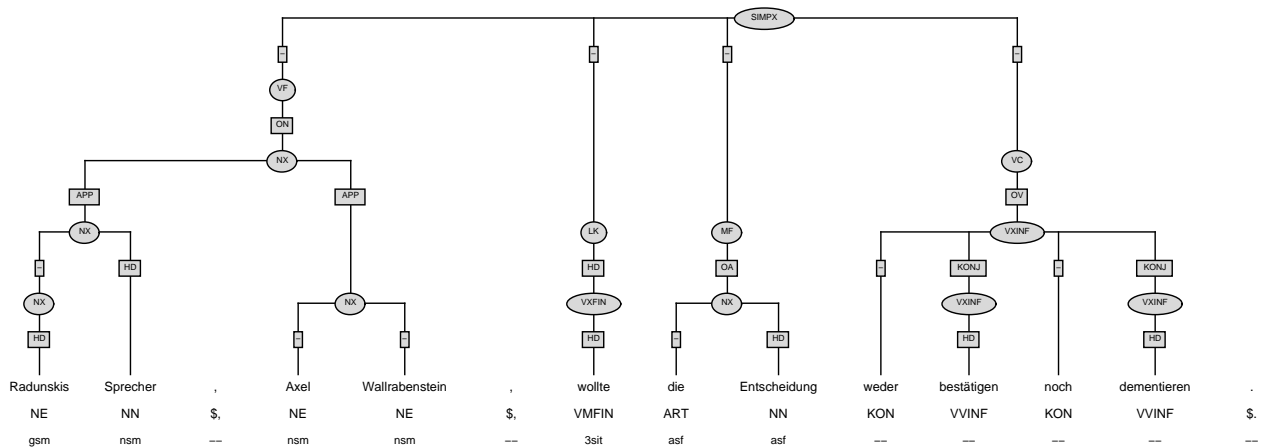 SIMPX
– – – –
VF
ON
NX VC
APP APP OV
NX LK MF VXINF
– HD HD OA – KONJ – KONJ
NX NX VXFIN NX VXINF VXINF
HD – – HD – HD HD HD
Radunskis Sprecher , Axel Wallrabenstein , wollte die Entscheidung weder bestätigen noch dementieren .
NE NN $, NE NE $, VMFIN ART NN KON VVINF KON VVINF $.
gsm nsm –– nsm nsm –– 3sit asf asf –– –– –– –– ––